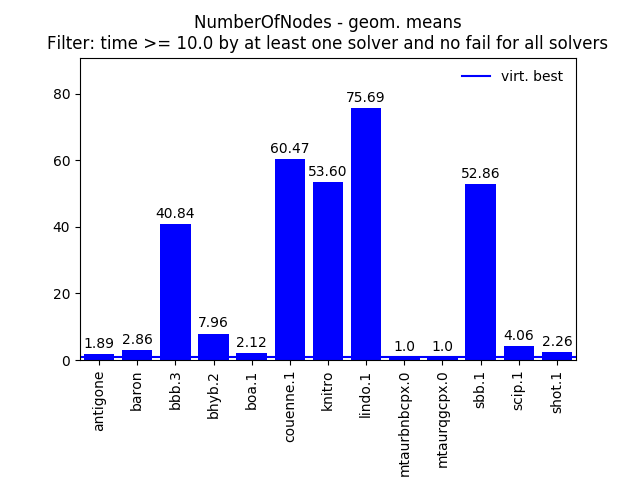 NumberOfNodes - geom. means
Filter: time >= 10.0 by at least one solver and no fail for all solvers
virt. best
80
60
40
20
0
1.89
2.86
40.84
7.96
2.12
60.47
53.60
75.69
1.0
1.0
52.86
4.06
2.26
antigone
baron
bbb.3
bhyb.2
boa.1
couenne.1
knitro
lindo.1
mtaurbnbcpx.0
mtaurqgcpx.0
sbb.1
scip.1
shot.1